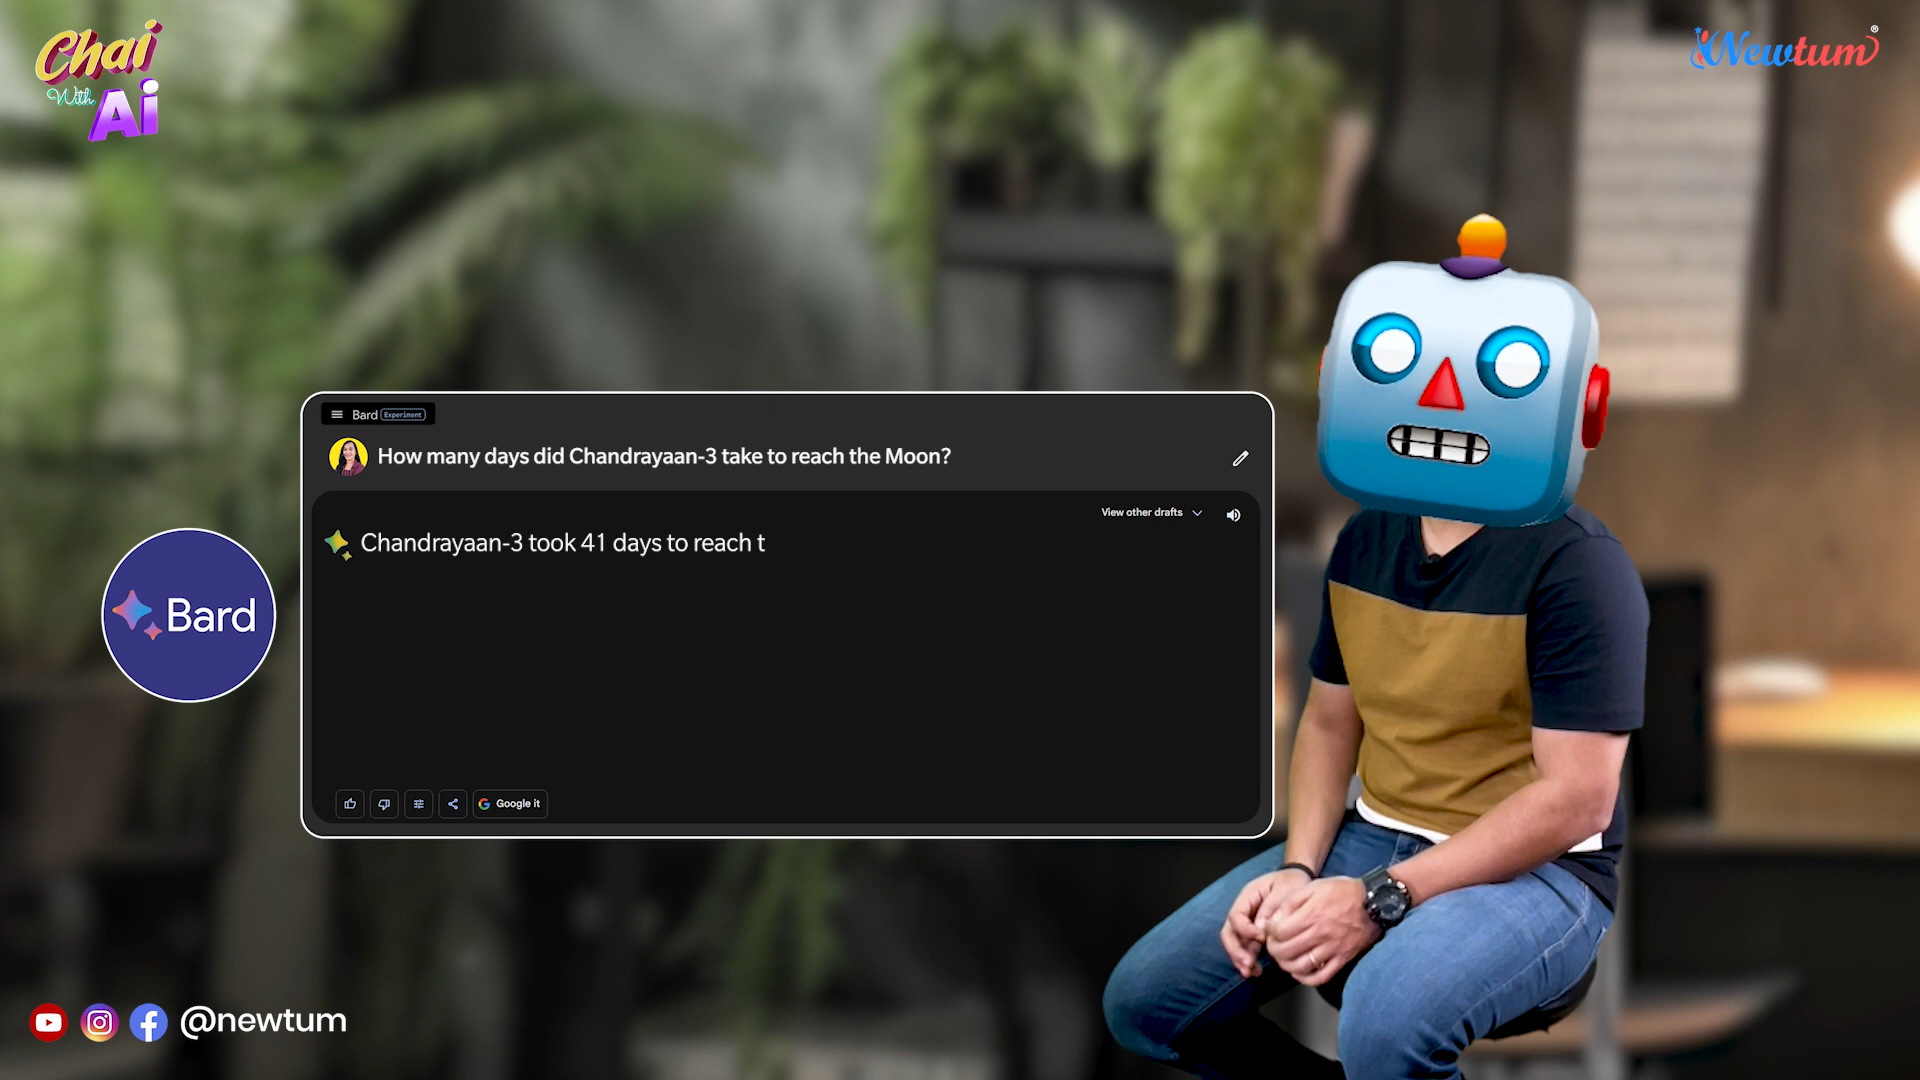 Chai
With
Ai
Newtum®
Bard Experiment
How many days did Chandrayaan-3 take to reach the Moon?
View other drafts
Chandrayaan-3 took 41 days to reach t
Bard
Google it
@newtum